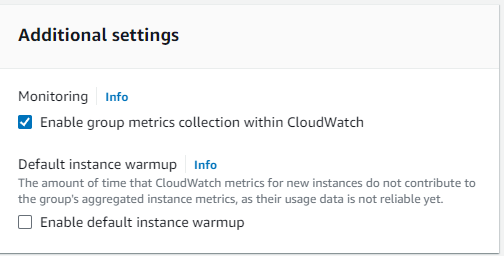 Additional settings
Monitoring Info
Enable group metrics collection within CloudWatch
Default instance warmup Info
The amount of time that CloudWatch metrics for new instances do not contribute to
the group's aggregated instance metrics, as their usage data is not reliable yet.
Enable default instance warmup